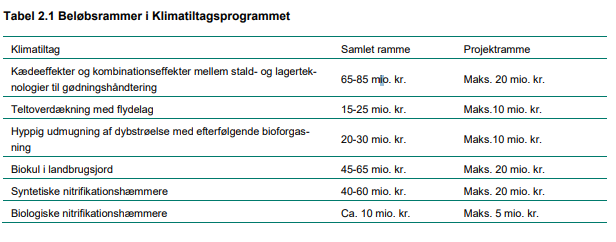 Tabel 2.1 Beløbsrammer i Klimatiltagsprogrammet
Klimatiltag Samlet ramme Projektramme
Kædeeffekter og kombinationseffekter mellem stald- og lagertek-
nologier til gødningshåndtering 65-85 mio. kr. Maks. 20 mio. kr.
Teltoverdækning med flydelag 15-25 mio. kr. Maks.10 mio. kr.
Hyppig udmugning af dybstrøelse med efterfølgende bioforgas-
ning 20-30 mio. kr. Maks.10 mio. kr.
Biokul i landbrugsjord 45-65 mio. kr. Maks. 20 mio. kr.
Syntetiske nitrifikationshæmmere 40-60 mio. kr. Maks. 20 mio. kr.
Biologiske nitrifikationshæmmere Ca. 10 mio. kr. Maks. 5 mio. kr.